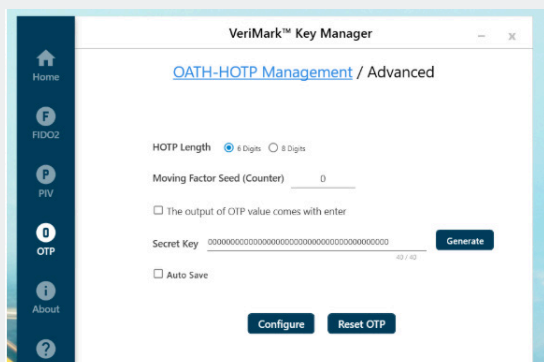 VeriMark™ Key Manager
Home
OATH-HOTP Management / Advanced
FIDO2
HOTP Length 6 Digits 8 Digits
Moving Factor Seed (Counter) 0
PIV
The output of OTP value comes with enter
OTP
Secret Key 0000000000000000000000000000000000000000 Generate
40 / 40
Auto Save
About
Configure Reset OTP